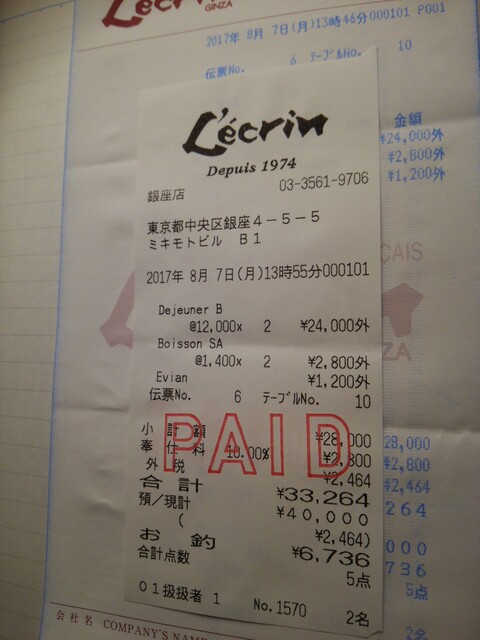 L'écrin
GINZA
2017年 8月 7日(月)13時46分000101 P001
伝票No. 6 テーブルNo. 10
金額
¥24,000外
¥2,800外
¥1,200外
L'écrin
Depuis 1974
銀座店 03-3561-9706
東京都中央区銀座4-5-5
ミキモトビル B1
2017年 8月 7日(月)13時55分000101
Dejeuner B
@12,000x 2 ¥24,000外
Boisson SA
@1,400x 2 ¥2,800外
Evian ¥1,200外
伝票No. 6 テーブルNo. 10
PAID
小計額 ¥28,000
奉仕料 10.00% ¥2,800
外税 ¥2,464
合計 ¥33,264
預/現計 ¥40,000
( ¥2,464)
お釣 ¥6,736
合計点数 5点
01扱扱者 1 No.1570 2名
CAIS
NZA
28,000
¥2,800
¥2,464
264
000
736
5点
2名
会社名 COMPANY'S NAME